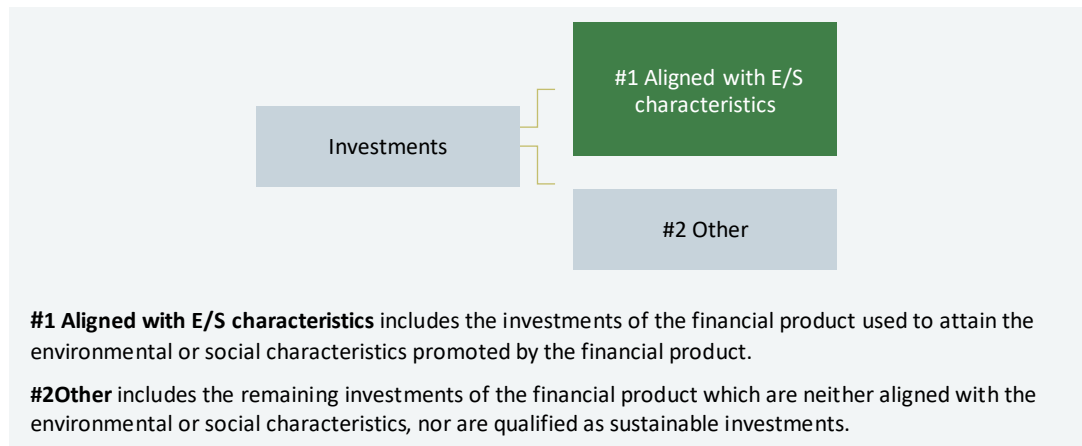 #1 Aligned with E/S
characteristics
Investments
#2 Other
#1 Aligned with E/S characteristics includes the investments of the financial product used to attain the
environmental or social characteristics promoted by the financial product.
#2Other includes the remaining investments of the financial product which are neither aligned with the
environmental or social characteristics, nor are qualified as sustainable investments.